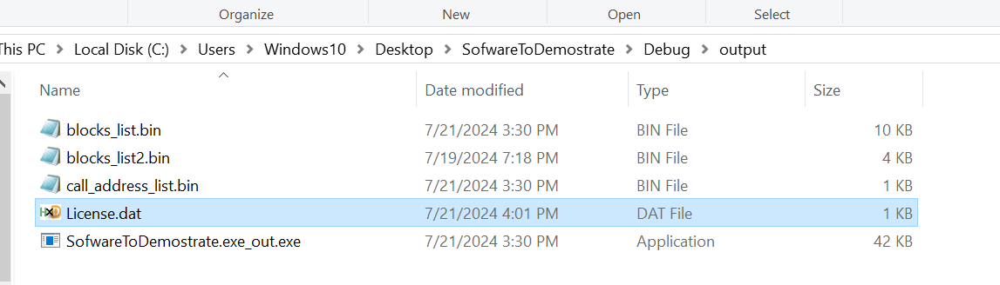 Organize New Open Select
This PC > Local Disk (C:) > Users > Windows10 > Desktop > SofwareToDemostrate > Debug > output
Name Date modified Type Size
blocks_list.bin 7/21/2024 3:30 PM BIN File 10 KB
blocks_list2.bin 7/19/2024 7:18 PM BIN File 4 KB
call_address_list.bin 7/21/2024 3:30 PM BIN File 1 KB
License.dat 7/21/2024 4:01 PM DAT File 1 KB
SofwareToDemostrate.exe_out.exe 7/21/2024 3:30 PM Application 42 KB